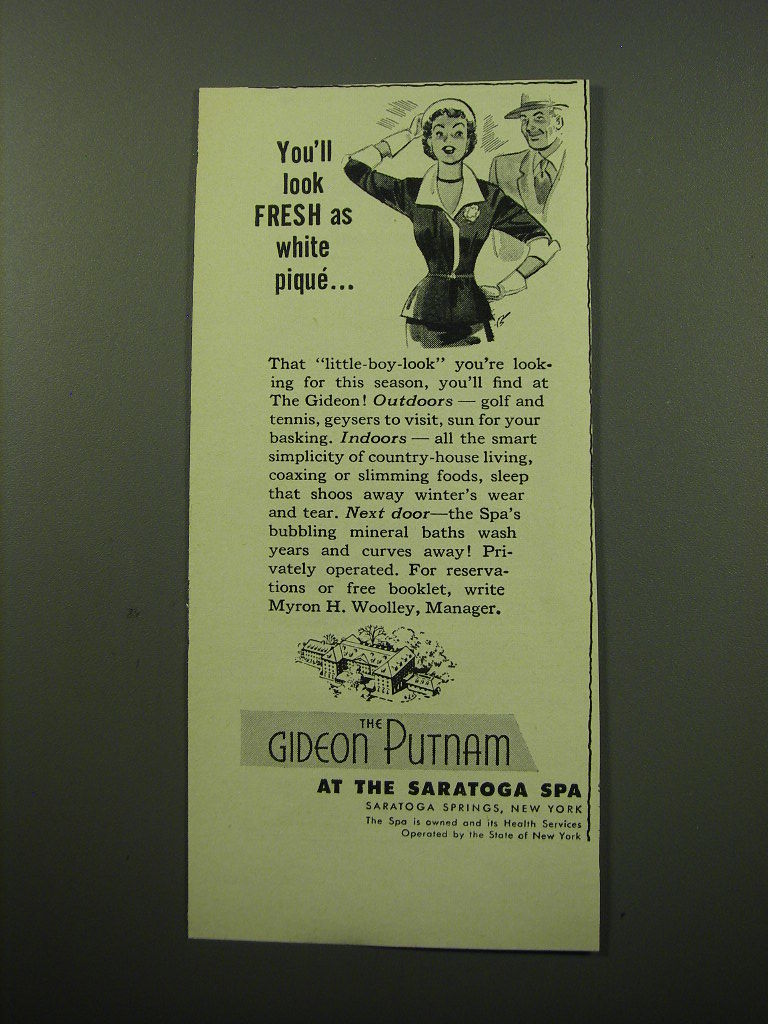 You'll
look
FRESH as
white
piqué...
That "little-boy-look" you're look-
ing for this season, you'll find at
The Gideon! Outdoors — golf and
tennis, geysers to visit, sun for your
basking. Indoors — all the smart
simplicity of country-house living,
coaxing or slimming foods, sleep
that shoos away winter's wear
and tear. Next door—the Spa's
bubbling mineral baths wash
years and curves away! Pri-
vately operated. For reserva-
tions or free booklet, write
Myron H. Woolley, Manager.
THE
GIDEON PUTNAM
AT THE SARATOGA SPA
SARATOGA SPRINGS, NEW YORK
The Spa is owned and its Health Services
Operated by the State of New York